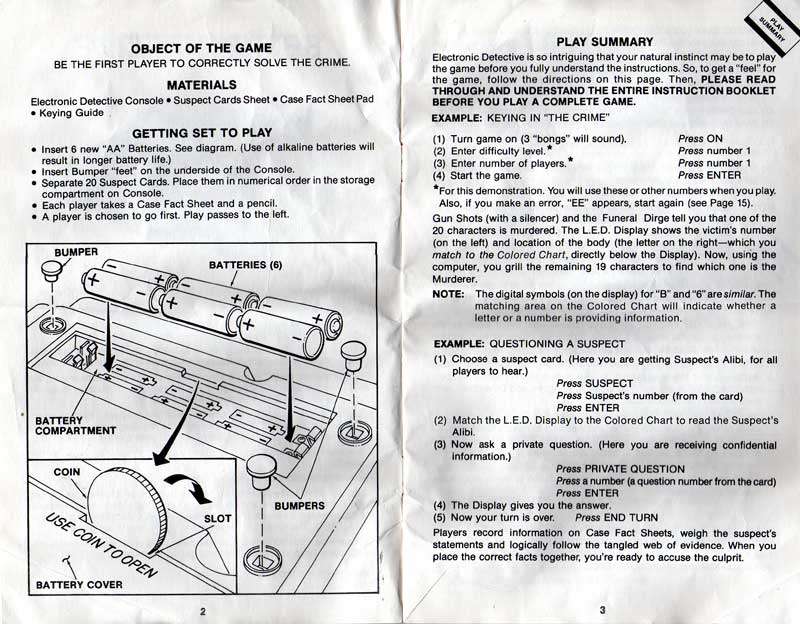 OBJECT OF THE GAME
BE THE FIRST PLAYER TO CORRECTLY SOLVE THE CRIME.
MATERIALS
Electronic Detective Console • Suspect Cards Sheet • Case Fact Sheet Pad
• Keying Guide
GETTING SET TO PLAY
• Insert 6 new "AA" Batteries. See diagram. (Use of alkaline batteries will
result in longer battery life.)
• Insert Bumper "feet" on the underside of the Console.
• Separate 20 Suspect Cards. Place them in numerical order in the storage
compartment on Console.
• Each player takes a Case Fact Sheet and a pencil.
• A player is chosen to go first. Play passes to the left.
BUMPER
BATTERIES (6)
BATTERY
COMPARTMENT
COIN
SLOT
BUMPERS
USE COIN TO OPEN
BATTERY COVER
2
PLAY
SUMMARY
PLAY SUMMARY
Electronic Detective is so intriguing that your natural instinct may be to play
the game before you fully understand the instructions. So, to get a "feel" for
the game, follow the directions on this page. Then, PLEASE READ
THROUGH AND UNDERSTAND THE ENTIRE INSTRUCTION BOOKLET
BEFORE YOU PLAY A COMPLETE GAME.
EXAMPLE: KEYING IN "THE CRIME"
(1) Turn game on (3 "bongs" will sound). Press ON
(2) Enter difficulty level.* Press number 1
(3) Enter number of players.* Press number 1
(4) Start the game. Press ENTER
*For this demonstration. You will use these or other numbers when you play.
Also, if you make an error, "EE" appears, start again (see Page 15).
Gun Shots (with a silencer) and the Funeral Dirge tell you that one of the
20 characters is murdered. The L.E.D. Display shows the victim's number
(on the left) and location of the body (the letter on the right—which you
match to the Colored Chart, directly below the Display). Now, using the
computer, you grill the remaining 19 characters to find which one is the
Murderer.
NOTE: The digital symbols (on the display) for "B" and "6" are similar. The
matching area on the Colored Chart will indicate whether a
letter or a number is providing information.
EXAMPLE: QUESTIONING A SUSPECT
(1) Choose a suspect card. (Here you are getting Suspect's Alibi, for all
players to hear.)
Press SUSPECT
Press Suspect's number (from the card)
Press ENTER
(2) Match the L.E.D. Display to the Colored Chart to read the Suspect's
Alibi.
(3) Now ask a private question. (Here you are receiving confidential
information.)
Press PRIVATE QUESTION
Press a number (a question number from the card)
Press ENTER
(4) The Display gives you the answer.
(5) Now your turn is over. Press END TURN
Players record information on Case Fact Sheets, weigh the suspect's
statements and logically follow the tangled web of evidence. When you
place the correct facts together, you're ready to accuse the culprit.
3